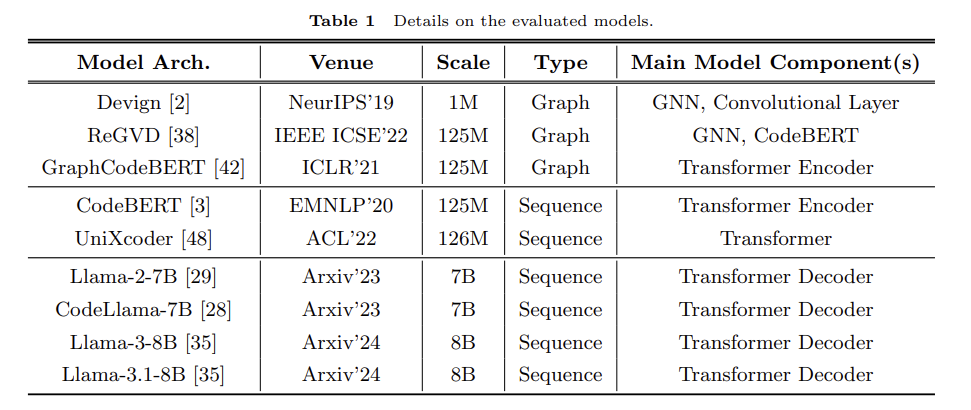 Table 1 Details on the evaluated models.
Model Arch. Venue Scale Type Main Model Component(s)
Devign [2] NeurIPS'19 1M Graph GNN, Convolutional Layer
ReGVD [38] IEEE ICSE'22 125M Graph GNN, CodeBERT
GraphCodeBERT [42] ICLR'21 125M Graph Transformer Encoder
CodeBERT [3] EMNLP'20 125M Sequence Transformer Encoder
UniXcoder [48] ACL'22 126M Sequence Transformer
Llama-2-7B [29] Arxiv'23 7B Sequence Transformer Decoder
CodeLlama-7B [28] Arxiv'23 7B Sequence Transformer Decoder
Llama-3-8B [35] Arxiv'24 8B Sequence Transformer Decoder
Llama-3.1-8B [35] Arxiv'24 8B Sequence Transformer Decoder